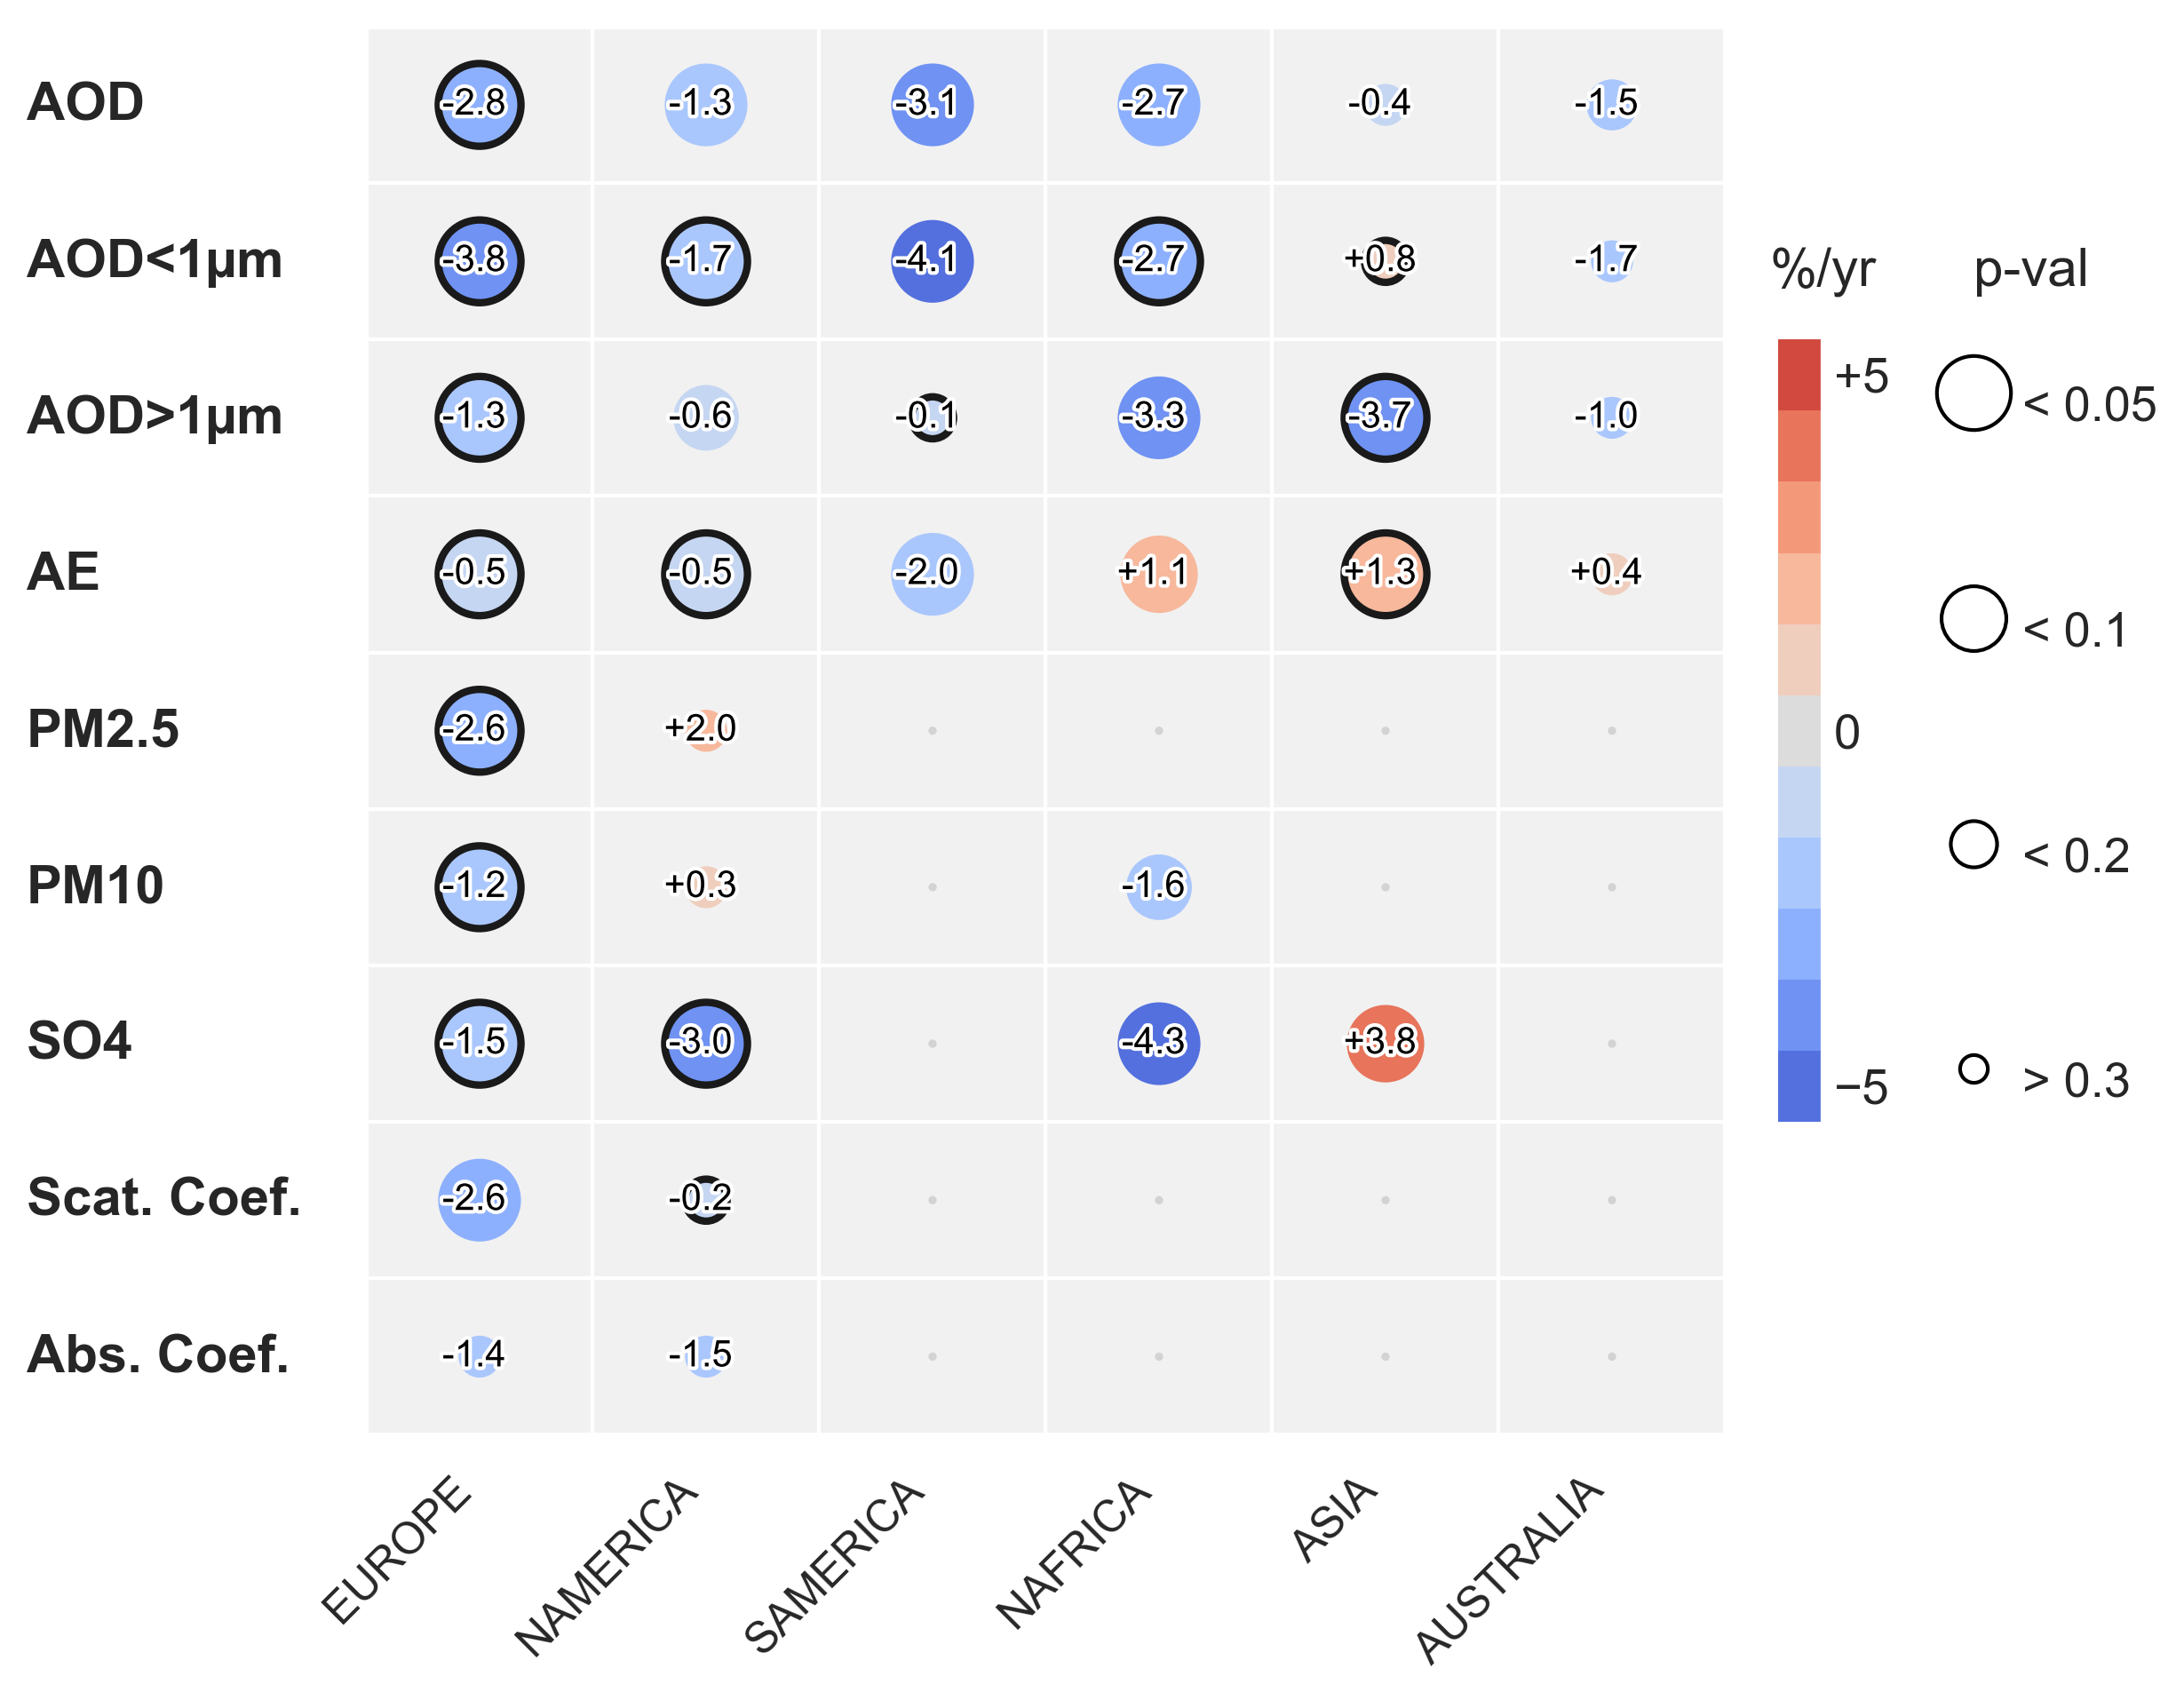 AOD -2.8 -1.3 -3.1 -2.7 -0.4 -1.5
AOD<1µm -3.8 -1.7 -4.1 -2.7 +0.8 -1.7
AOD>1µm -1.3 -0.6 -0.1 -3.3 -3.7 -1.0
AE -0.5 -0.5 -2.0 +1.1 +1.3 +0.4
PM2.5 -2.6 +2.0
PM10 -1.2 +0.3 -1.6
SO4 -1.5 -3.0 -4.3 +3.8
Scat. Coef. -2.6 -0.2
Abs. Coef. -1.4 -1.5
EUROPE NAMERICA SAMERICA NAFRICA ASIA AUSTRALIA
%/yr
+5
0
−5
p-val
< 0.05
< 0.1
< 0.2
> 0.3